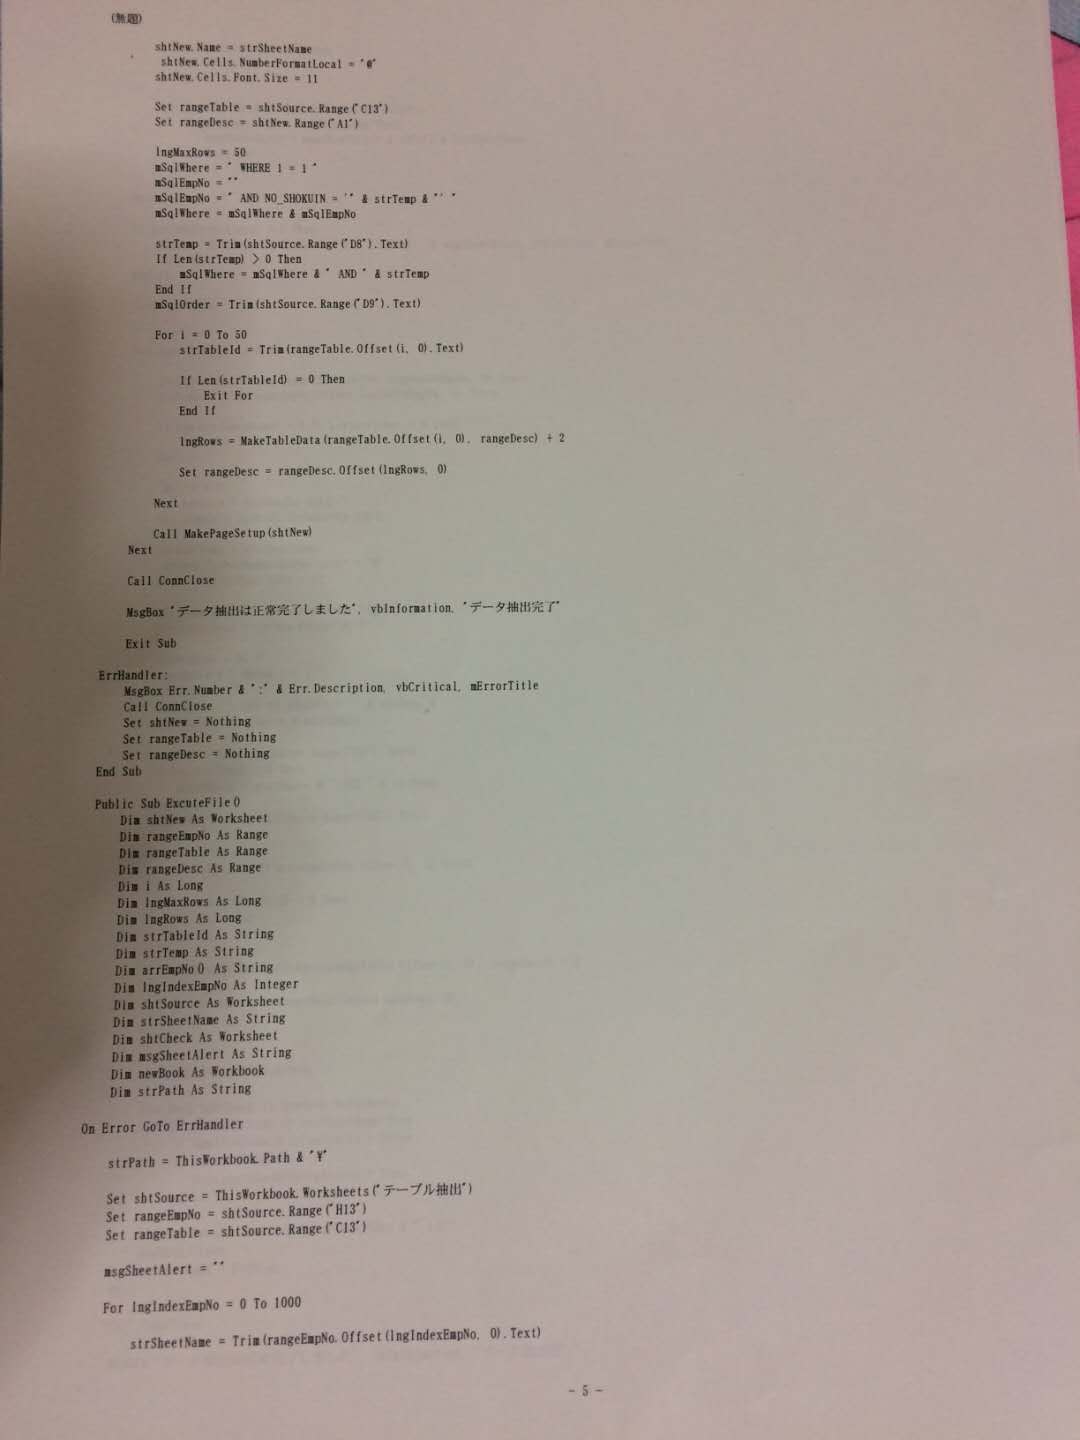 (無題)
shtNew.Name = strSheetName
shtNew.Cells.NumberFormatLocal = "@"
shtNew.Cells.Font.Size = 11
Set rangeTable = shtSource.Range("C13")
Set rangeDesc = shtNew.Range("A1")
lngMaxRows = 50
mSqlWhere = " WHERE 1 = 1 "
mSqlEmpNo = ""
mSqlEmpNo = " AND NO_SHOKUIN = '" & strTemp & "' "
mSqlWhere = mSqlWhere & mSqlEmpNo
strTemp = Trim(shtSource.Range("D8").Text)
If Len(strTemp) > 0 Then
mSqlWhere = mSqlWhere & " AND " & strTemp
End If
mSqlOrder = Trim(shtSource.Range("D9").Text)
For i = 0 To 50
strTableId = Trim(rangeTable.Offset(i, 0).Text)
If Len(strTableId) = 0 Then
Exit For
End If
lngRows = MakeTableData(rangeTable.Offset(i, 0), rangeDesc) + 2
Set rangeDesc = rangeDesc.Offset(lngRows, 0)
Next
Call MakePageSetup(shtNew)
Next
Call ConnClose
MsgBox "データ抽出は正常完了しました", vbInformation, "データ抽出完了"
Exit Sub
ErrHandler:
MsgBox Err.Number & ":" & Err.Description, vbCritical, mErrorTitle
Call ConnClose
Set shtNew = Nothing
Set rangeTable = Nothing
Set rangeDesc = Nothing
End Sub
Public Sub ExcuteFile()
Dim shtNew As Worksheet
Dim rangeEmpNo As Range
Dim rangeTable As Range
Dim rangeDesc As Range
Dim i As Long
Dim lngMaxRows As Long
Dim lngRows As Long
Dim strTableId As String
Dim strTemp As String
Dim arrEmpNo() As String
Dim lngIndexEmpNo As Integer
Dim shtSource As Worksheet
Dim strSheetName As String
Dim shtCheck As Worksheet
Dim msgSheetAlert As String
Dim newBook As Workbook
Dim strPath As String
On Error GoTo ErrHandler
strPath = ThisWorkbook.Path & "¥"
Set shtSource = ThisWorkbook.Worksheets("テーブル抽出")
Set rangeEmpNo = shtSource.Range("H13")
Set rangeTable = shtSource.Range("C13")
msgSheetAlert = ""
For lngIndexEmpNo = 0 To 1000
strSheetName = Trim(rangeEmpNo.Offset(lngIndexEmpNo, 0).Text)
- 5 -